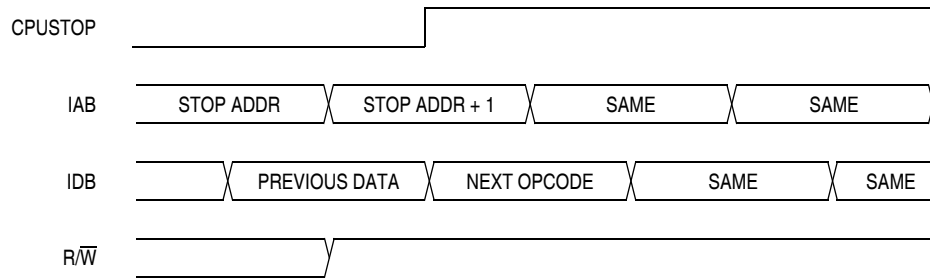 CPUSTOP
IAB STOP ADDR STOP ADDR + 1 SAME SAME
IDB PREVIOUS DATA NEXT OPCODE SAME SAME
R/W̅